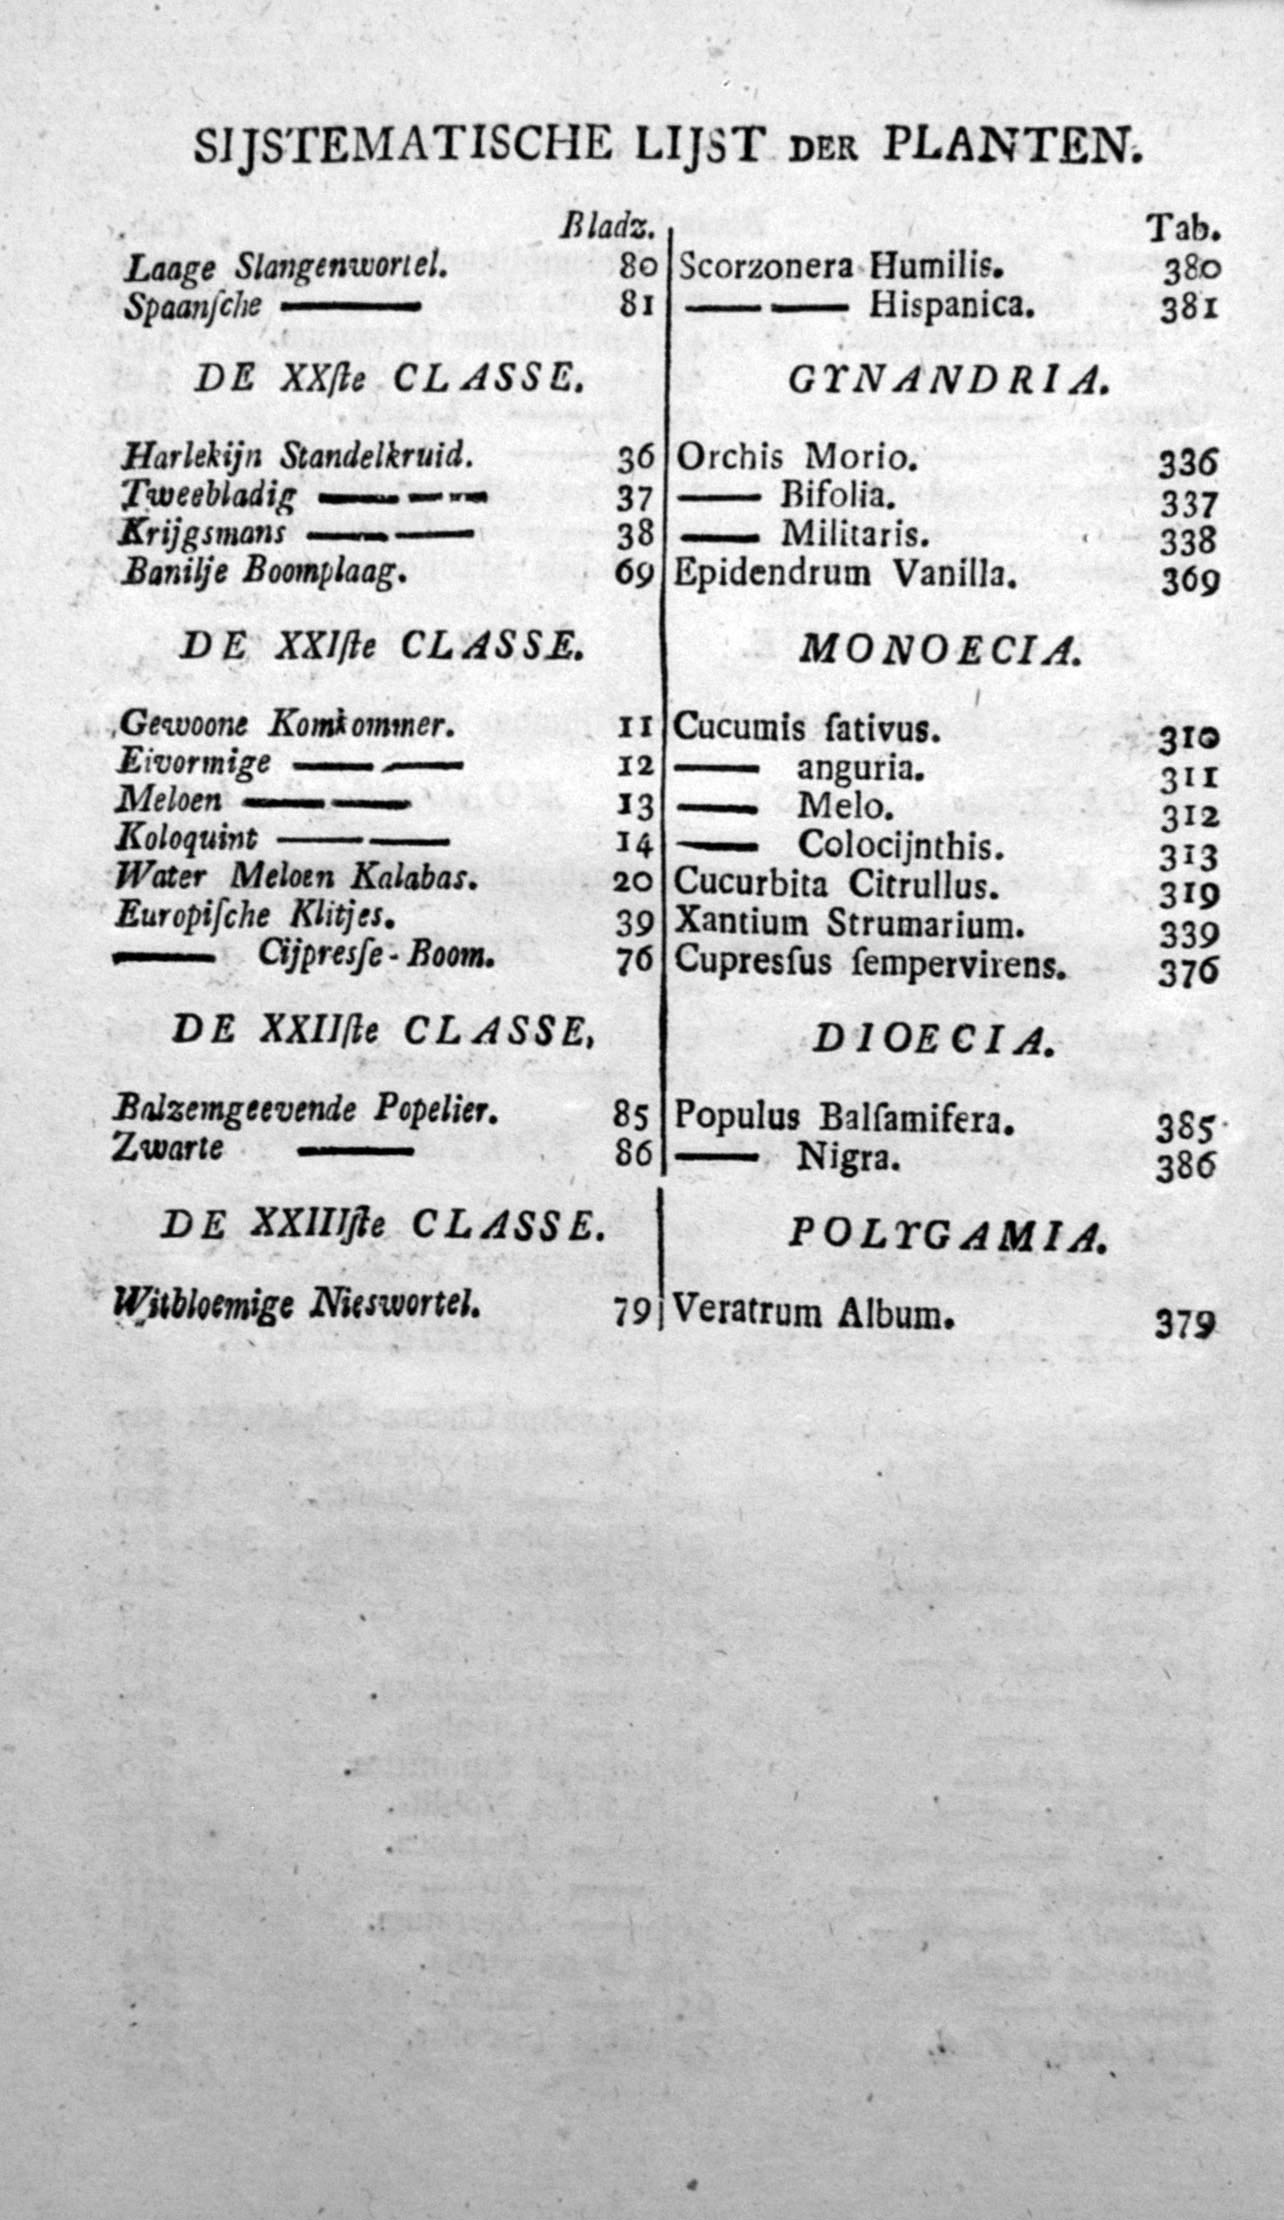 SIJSTEMATISCHE LIJST DER PLANTEN.
Bladz. Tab.
Laage Slangenwortel. 80 Scorzonera Humilis. 380
Spaanſche —— 81 —— —— Hispanica. 381
DE XXſte CLASSE. GYNANDRIA.
Harlekijn Standelkruid. 36 Orchis Morio. 336
Tweebladig —— —— 37 —— Bifolia. 337
Krijgsmans —— —— 38 —— Militaris. 338
Banilje Boomplaag. 69 Epidendrum Vanilla. 369
DE XXIſte CLASSE. MONOECIA.
Gewoone Komkommer. 11 Cucumis ſativus. 310
Eivormige —— —— 12 —— anguria. 311
Meloen —— —— 13 —— Melo. 312
Koloquint —— —— 14 —— Colocijnthis. 313
Water Meloen Kalabas. 20 Cucurbita Citrullus. 319
Europiſche Klitjes. 39 Xantium Strumarium. 339
—— Cijpresſe-Boom. 76 Cupresſus ſempervirens. 376
DE XXIIſte CLASSE, DIOECIA.
Balzemgeevende Popelier. 85 Populus Balſamifera. 385
Zwarte —— 86 —— Nigra. 386
DE XXIIIſte CLASSE. POLYGAMIA.
Witbloemige Nieswortel. 79 Veratrum Album. 379